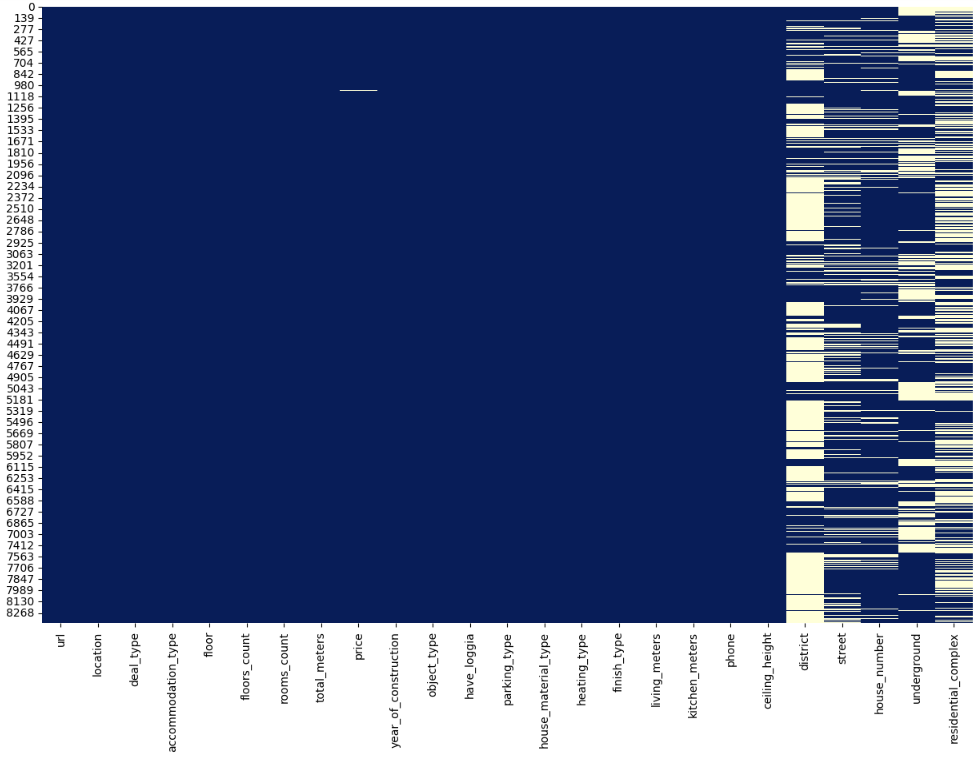 0
139
277
427
565
704
842
980
1118
1256
1395
1533
1671
1810
1956
2096
2234
2372
2510
2648
2786
2925
3063
3201
3554
3766
3929
4067
4205
4343
4491
4629
4767
4905
5043
5181
5319
5496
5669
5807
5952
6115
6253
6415
6588
6727
6865
7003
7412
7563
7706
7847
7989
8130
8268
url
location
deal_type
accommodation_type
floor
floors_count
rooms_count
total_meters
price
year_of_construction
object_type
have_loggia
parking_type
house_material_type
heating_type
finish_type
living_meters
kitchen_meters
phone
ceiling_height
district
street
house_number
underground
residential_complex